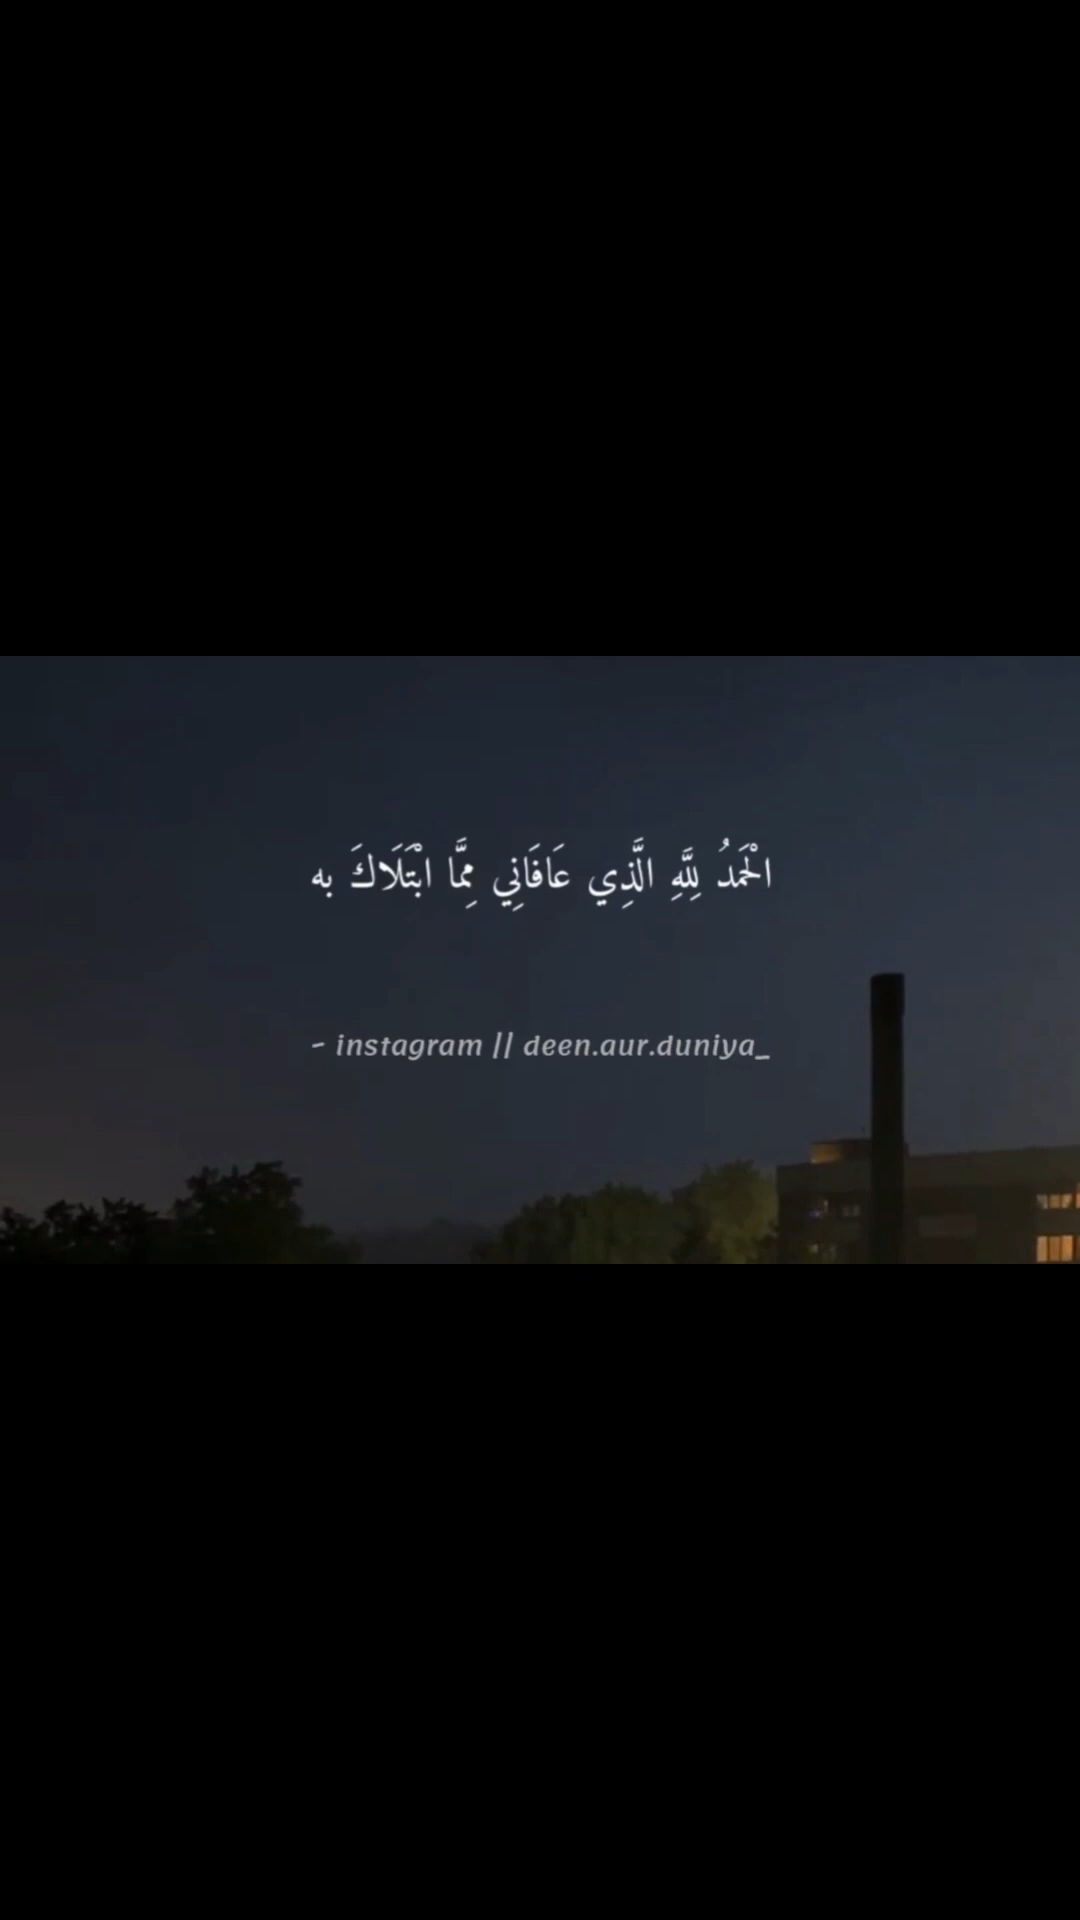 الْحَمْدُ لِلَّهِ الَّذِي عَافَانِي مِمَّا ابْتَلَاكَ به
- instagram || deen.aur.duniya_